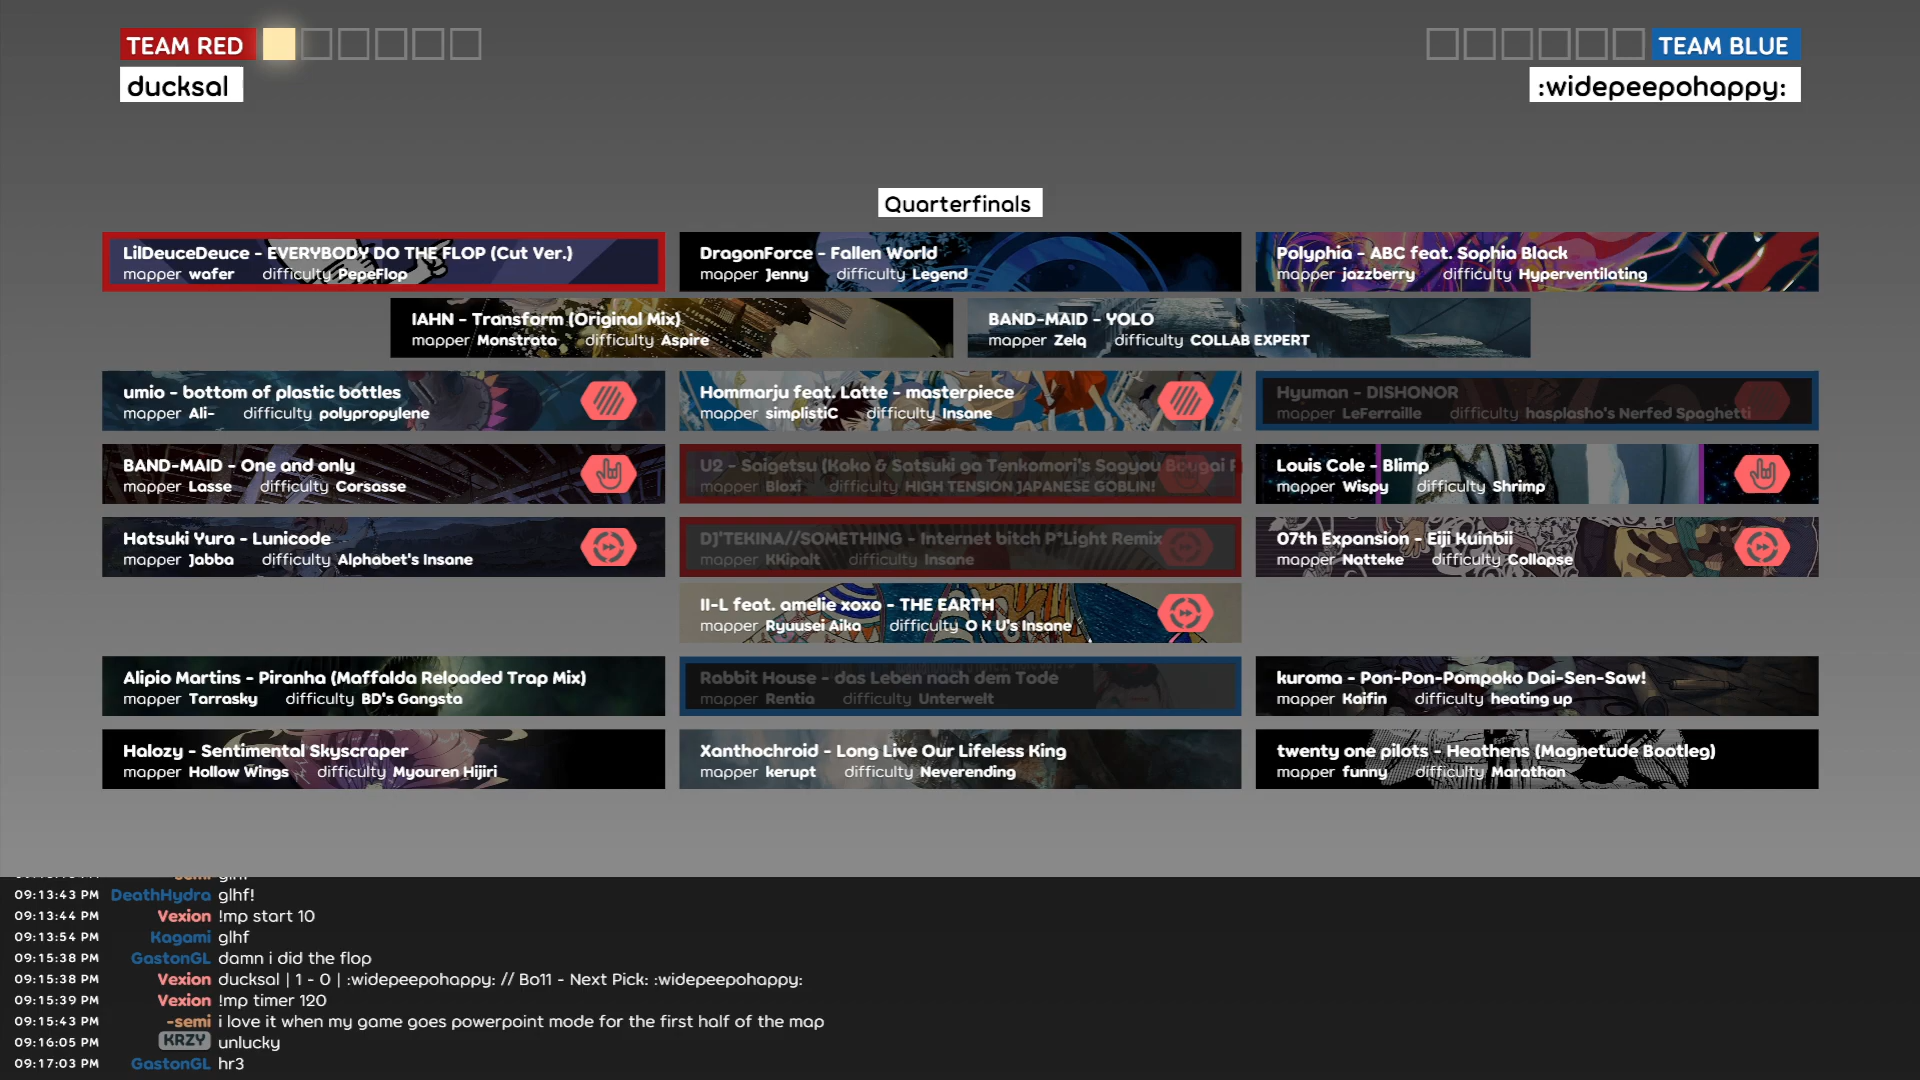 TEAM RED
TEAM BLUE
ducksal
:widepeepohappy:
Quarterfinals
LilDeuceDeuce - EVERYBODY DO THE FLOP (Cut Ver.)
mapper wafer difficulty PepeFlop
DragonForce - Fallen World
mapper Jenny difficulty Legend
Polyphia - ABC feat. Sophia Black
mapper jazzberry difficulty Hyperventilating
IAHN - Transform (Original Mix)
mapper Monstrata difficulty Aspire
BAND-MAID - YOLO
mapper Zelq difficulty COLLAB EXPERT
umio - bottom of plastic bottles
mapper Ali- difficulty polypropylene
Hommarju feat. Latte - masterpiece
mapper simplistiC difficulty Insane
Hyuman - DISHONOR
mapper LeFerraille difficulty hasplasho's Nerfed Spaghetti
BAND-MAID - One and only
mapper Lasse difficulty Corsasse
U2 - Saigetsu (Koko & Satsuki ga Tenkomori's Sagyou Bougai
mapper Bloxi difficulty HIGH TENSION JAPANESE GOBLIN!
Louis Cole - Blimp
mapper Wispy difficulty Shrimp
Hatsuki Yura - Lunicode
mapper Jabba difficulty Alphabet's Insane
DJ'TEKINA//SOMETHING - Internet bitch P*Light Remix
mapper KKipalt difficulty Insane
07th Expansion - Eiji Kuinbii
mapper Natteke difficulty Collapse
II-L feat. amelie xoxo - THE EARTH
mapper Ryuusei Aika difficulty O K U's Insane
Alipio Martins - Piranha (Maffalda Reloaded Trap Mix)
mapper Tarrasky difficulty BD's Gangsta
Rabbit House - das Leben nach dem Tode
mapper Rentia difficulty Unterwelt
kuroma - Pon-Pon-Pompoko Dai-Sen-Saw!
mapper Kaifin difficulty heating up
Halozy - Sentimental Skyscraper
mapper Hollow Wings difficulty Myouren Hijiri
Xanthochroid - Long Live Our Lifeless King
mapper kerupt difficulty Neverending
twenty one pilots - Heathens (Magnetude Bootleg)
mapper funny difficulty Marathon
09:13:43 PM DeathHydra glhf!
09:13:44 PM Vexion !mp start 10
09:13:54 PM Kagami glhf
09:15:38 PM GastonGL damn i did the flop
09:15:38 PM Vexion ducksal | 1 - 0 | :widepeepohappy: // Bo11 - Next Pick: :widepeepohappy:
09:15:39 PM Vexion !mp timer 120
09:15:43 PM -semi i love it when my game goes powerpoint mode for the first half of the map
09:16:05 PM KRZY unlucky
09:17:03 PM GastonGL hr3